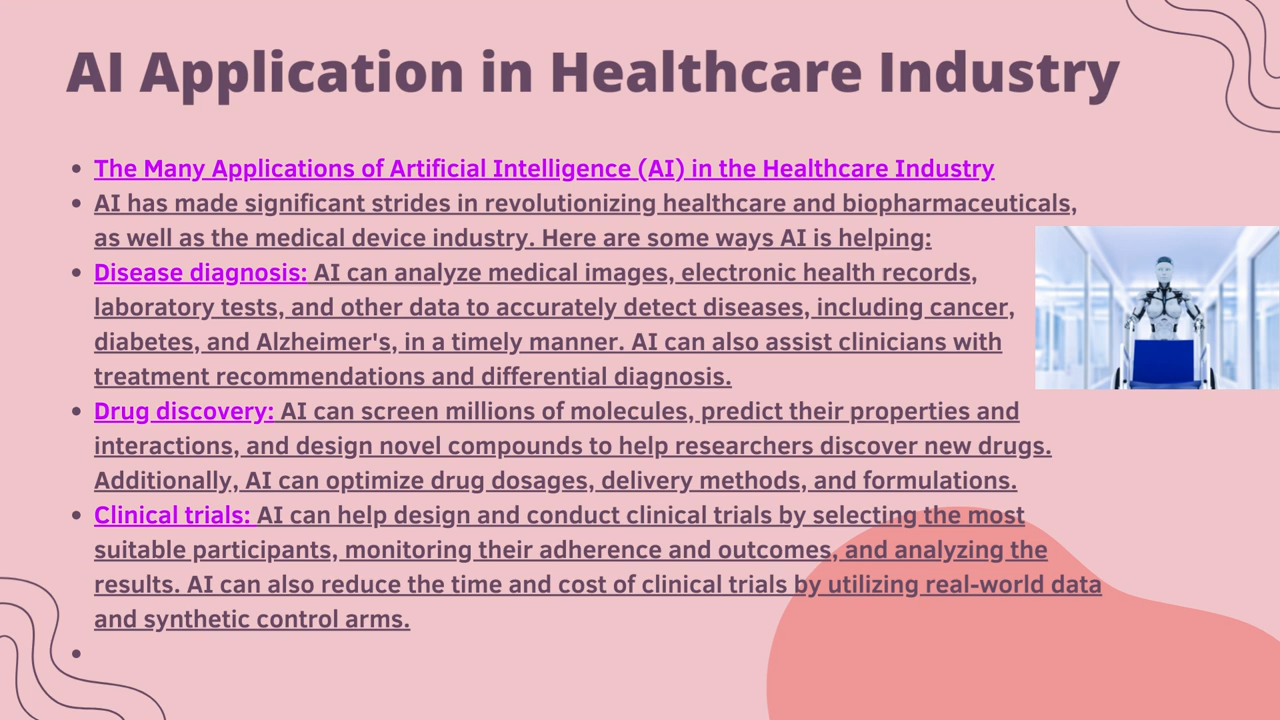 AI Application in Healthcare Industry
• The Many Applications of Artificial Intelligence (AI) in the Healthcare Industry
• AI has made significant strides in revolutionizing healthcare and biopharmaceuticals,
as well as the medical device industry. Here are some ways AI is helping:
• Disease diagnosis: AI can analyze medical images, electronic health records,
laboratory tests, and other data to accurately detect diseases, including cancer,
diabetes, and Alzheimer's, in a timely manner. AI can also assist clinicians with
treatment recommendations and differential diagnosis.
• Drug discovery: AI can screen millions of molecules, predict their properties and
interactions, and design novel compounds to help researchers discover new drugs.
Additionally, AI can optimize drug dosages, delivery methods, and formulations.
• Clinical trials: AI can help design and conduct clinical trials by selecting the most
suitable participants, monitoring their adherence and outcomes, and analyzing the
results. AI can also reduce the time and cost of clinical trials by utilizing real-world data
and synthetic control arms.
•